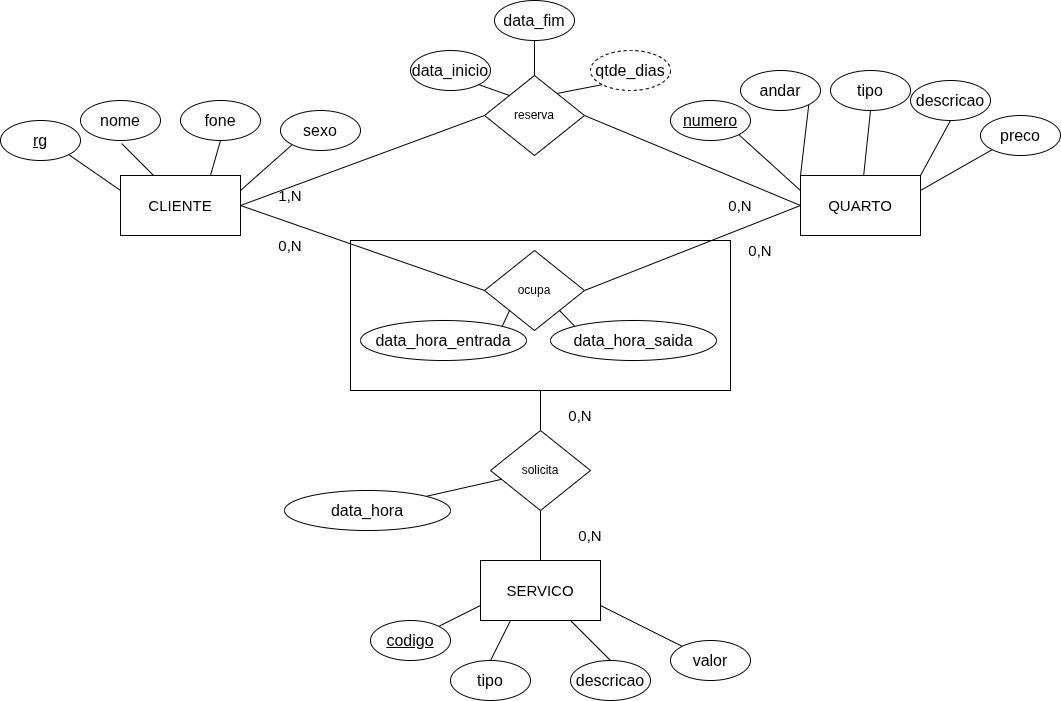 data_fim
data_inicio
qtde_dias
reserva
rg
nome
fone
sexo
numero
andar
tipo
descricao
preco
CLIENTE
1,N
0,N
QUARTO
0,N
0,N
ocupa
data_hora_entrada
data_hora_saida
0,N
solicita
data_hora
0,N
SERVICO
codigo
tipo
descricao
valor